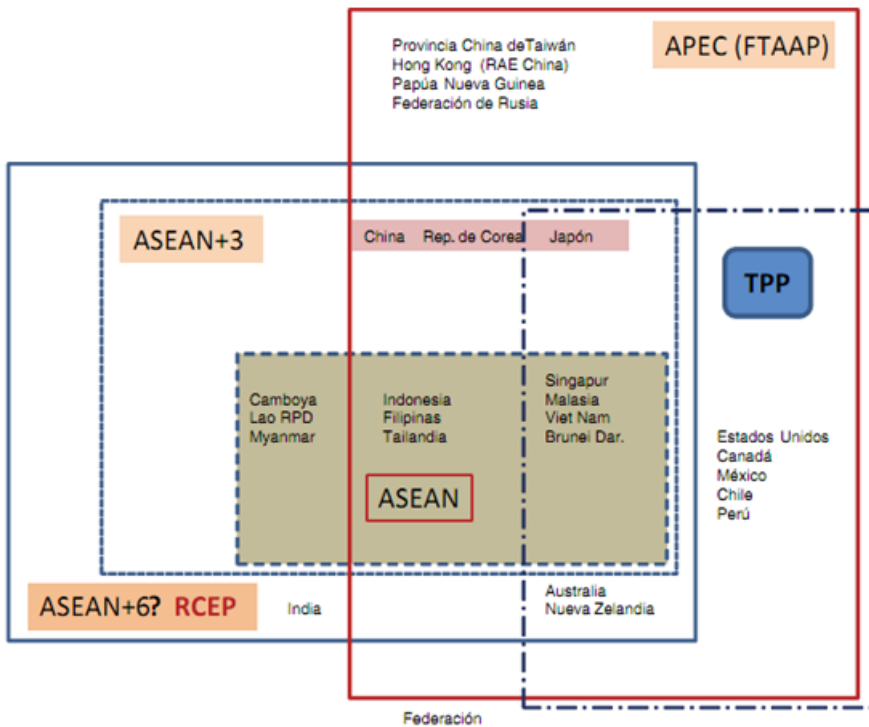 Provincia China deTaiwán
Hong Kong (RAE China)
Papúa Nueva Guinea
Federación de Rusia
APEC (FTAAP)
ASEAN+3
China Rep. de Corea Japón
TPP
Camboya
Lao RPD
Myanmar
Indonesia
Filipinas
Tailandia
Singapur
Malasia
Viet Nam
Brunei Dar.
ASEAN
Estados Unidos
Canadá
México
Chile
Perú
ASEAN+6? RCEP
India
Australia
Nueva Zelandia
Federación